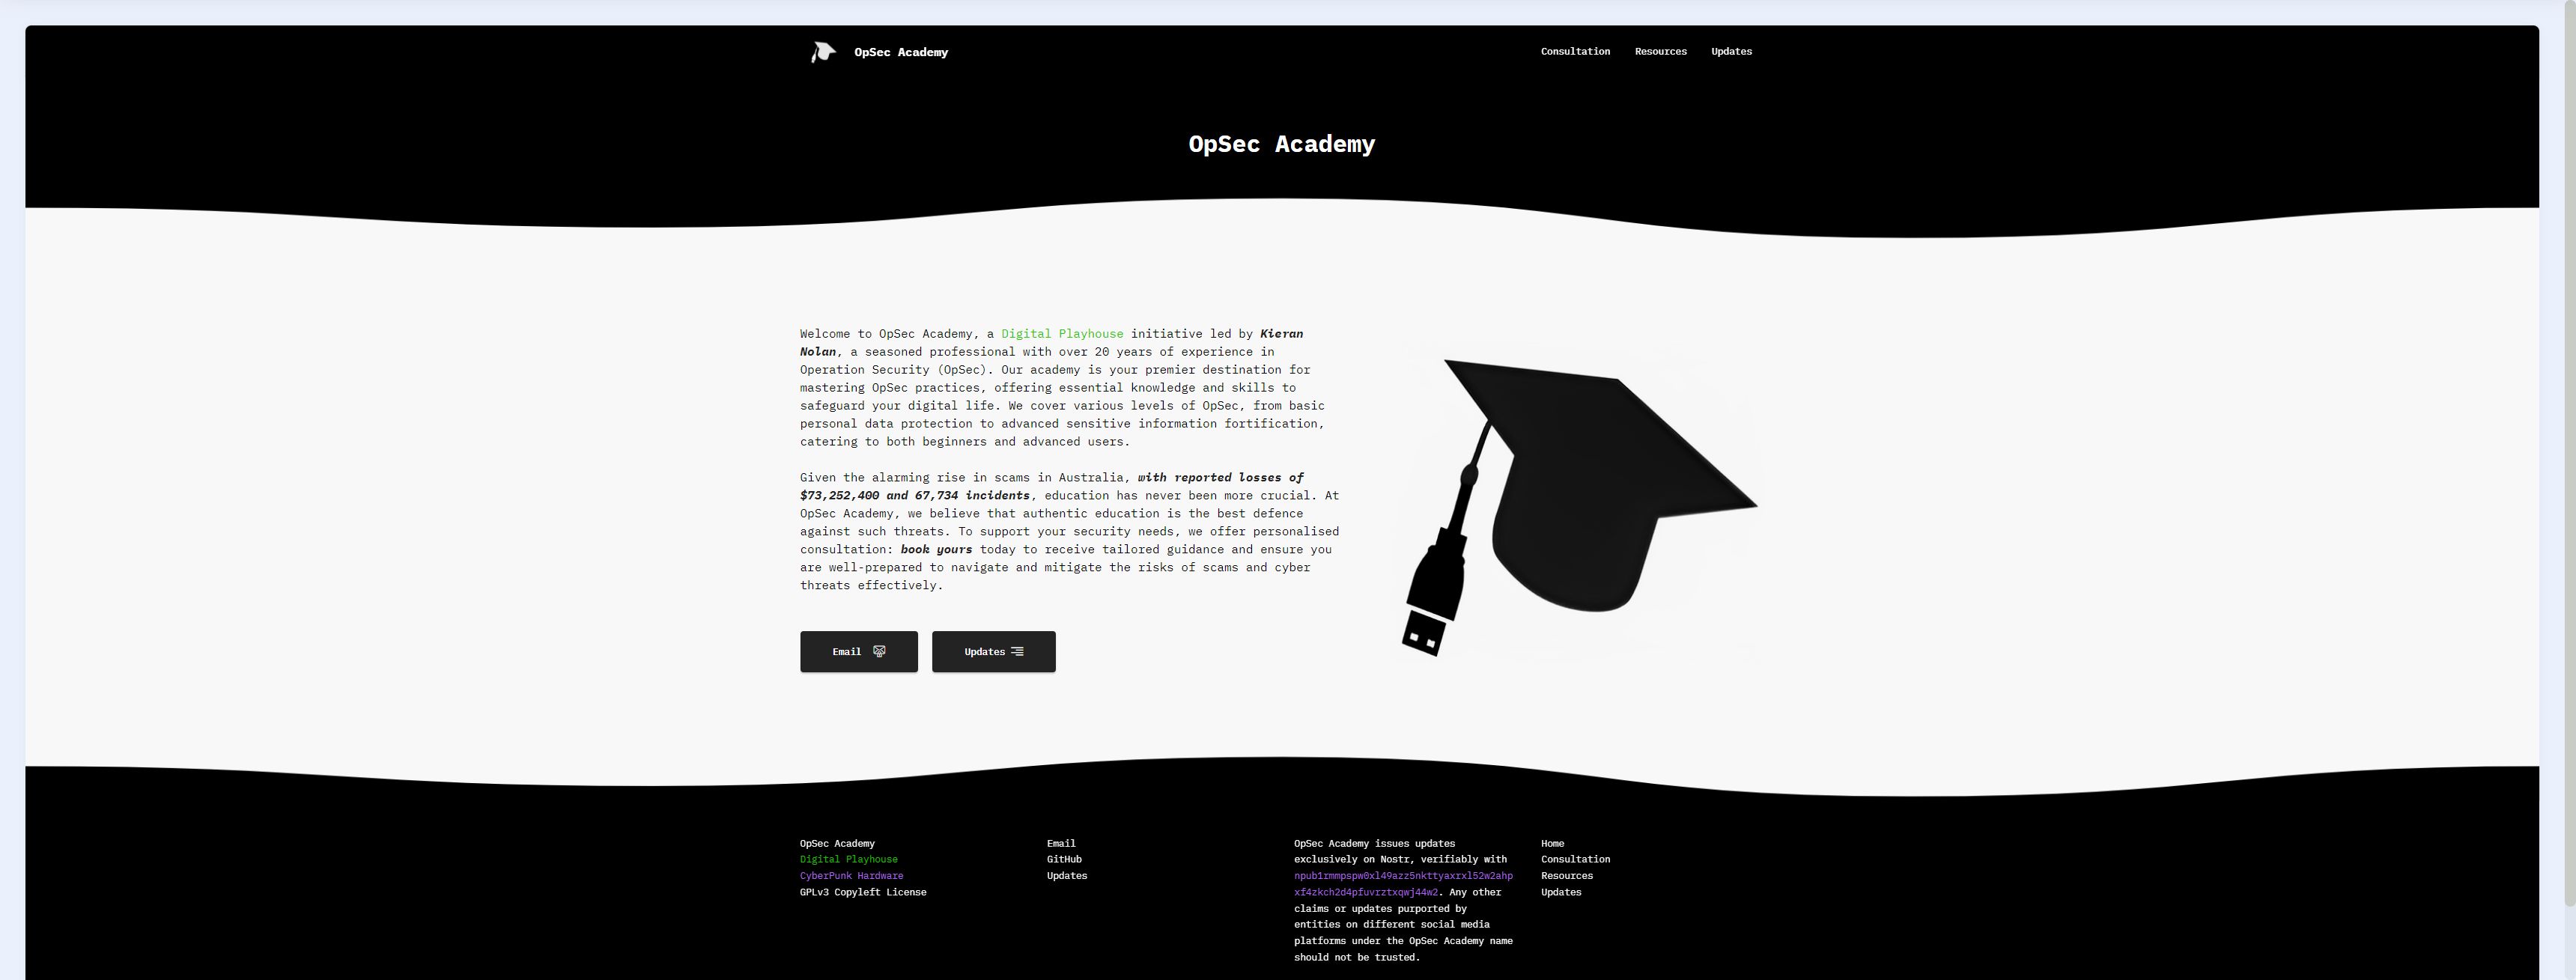 OpSec Academy
Consultation Resources Updates
OpSec Academy
Welcome to OpSec Academy, a Digital Playhouse initiative led by Kieran
Nolan, a seasoned professional with over 20 years of experience in
Operation Security (OpSec). Our academy is your premier destination for
mastering OpSec practices, offering essential knowledge and skills to
safeguard your digital life. We cover various levels of OpSec, from basic
personal data protection to advanced sensitive information fortification,
catering to both beginners and advanced users.
Given the alarming rise in scams in Australia, with reported losses of
$73,252,400 and 67,734 incidents, education has never been more crucial. At
OpSec Academy, we believe that authentic education is the best defence
against such threats. To support your security needs, we offer personalised
consultation: book yours today to receive tailored guidance and ensure you
are well-prepared to navigate and mitigate the risks of scams and cyber
threats effectively.
Email
Updates
OpSec Academy
Digital Playhouse
CyberPunk Hardware
GPLv3 Copyleft License
Email
GitHub
Updates
OpSec Academy issues updates
exclusively on Nostr, verifiably with
npub1rmmpspw0xl49azz5nkttyaxrxl52w2ahp
xf4zkch2d4pfuvrztxqwj44w2. Any other
claims or updates purported by
entities on different social media
platforms under the OpSec Academy name
should not be trusted.
Home
Consultation
Resources
Updates